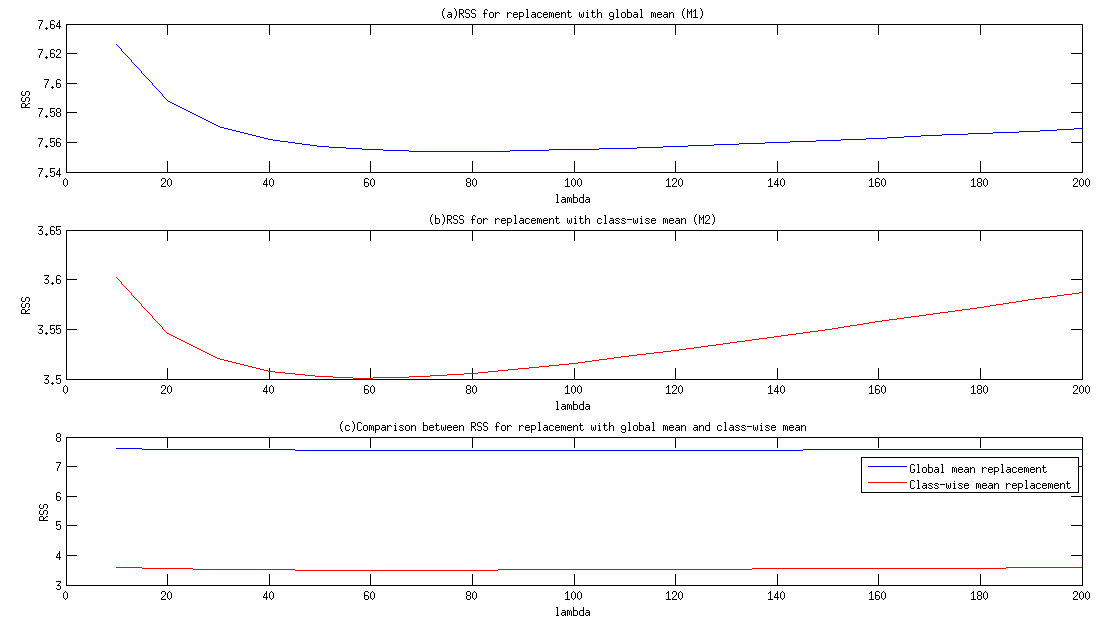 (a)RSS for replacement with global mean (M1)
7.64
7.62
7.6
7.58
7.56
7.54
RSS
0 20 40 60 80 100 120 140 160 180 200
lambda
(b)RSS for replacement with class-wise mean (M2)
3.65
3.6
3.55
3.5
RSS
0 20 40 60 80 100 120 140 160 180 200
lambda
(c)Comparison between RSS for replacement with global mean and class-wise mean
8
7
6
5
4
3
RSS
Global mean replacement
Class-wise mean replacement
0 20 40 60 80 100 120 140 160 180 200
lambda